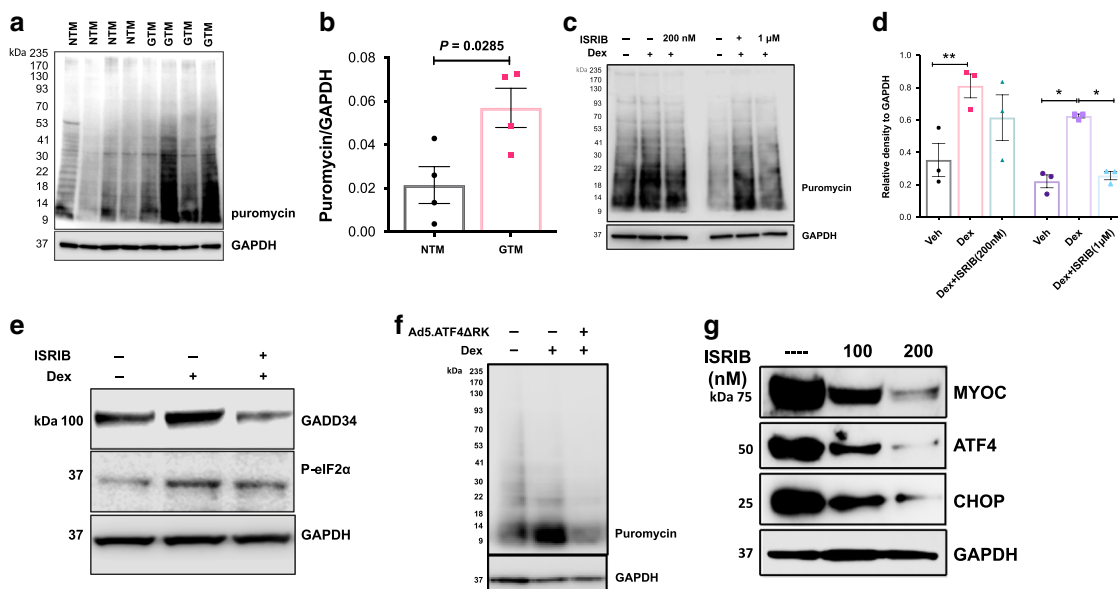 a
NTM NTM NTM NTM GTM GTM GTM GTM
kDa 235
170
130
93
70
53
41
30
22
18
14
9
puromycin
37
GAPDH
b
P = 0.0285
Puromycin/GAPDH
0.08
0.06
0.04
0.02
0.00
NTM GTM
c
ISRIB – – 200 nM – + 1 µM
Dex – + + – + +
kDa 235
170
130
93
70
53
41
30
22
18
14
9
Puromycin
37
GAPDH
d
Relative density to GAPDH
1.0
0.8
0.6
0.4
0.2
0.0
** * *
Veh Dex Dex+ISRIB(200nM) Veh Dex Dex+ISRIB(1µM)
e
ISRIB – – +
Dex – + +
kDa 100
GADD34
37
P-eIF2α
37
GAPDH
f
Ad5.ATF4ΔRK – – +
Dex – + +
kDa
235
170
130
93
70
53
41
30
22
18
14
9
Puromycin
37
GAPDH
g
ISRIB ---- 100 200
(nM)
kDa 75
MYOC
50
ATF4
25
CHOP
37
GAPDH